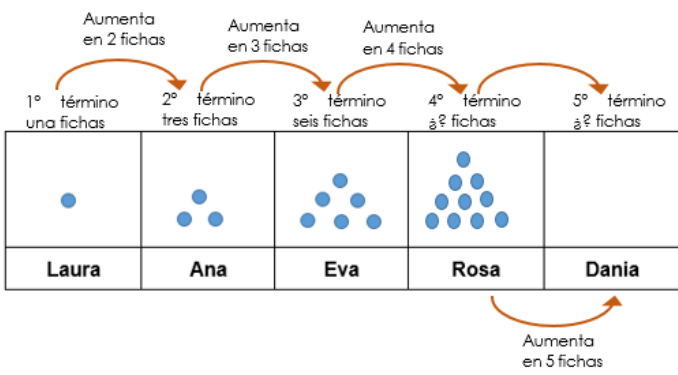 Aumenta
en 2 fichas
Aumenta
en 3 fichas
Aumenta
en 4 fichas
1° término
una fichas
2° término
tres fichas
3° término
seis fichas
4° término
¿? fichas
5° término
¿? fichas
Laura
Ana
Eva
Rosa
Dania
Aumenta
en 5 fichas